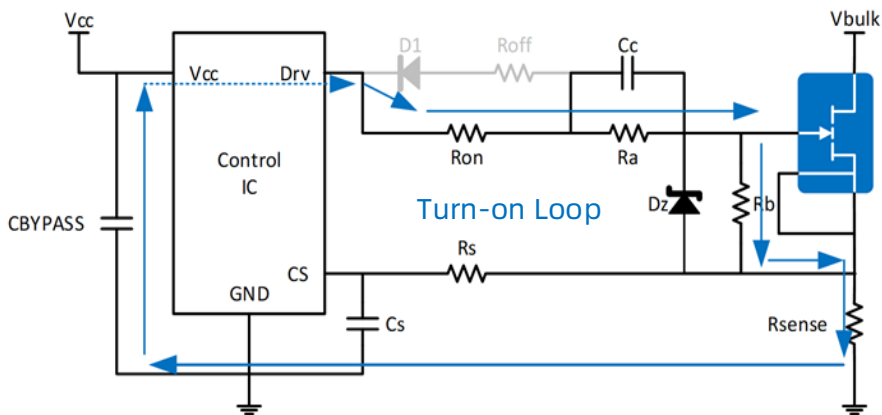 Vcc
Vbulk
D1
Roff
Cc
Vcc
Drv
Control
IC
Ron
Ra
CBYPASS
Turn-on Loop
Dz
Rb
Rs
CS
GND
Cs
Rsense